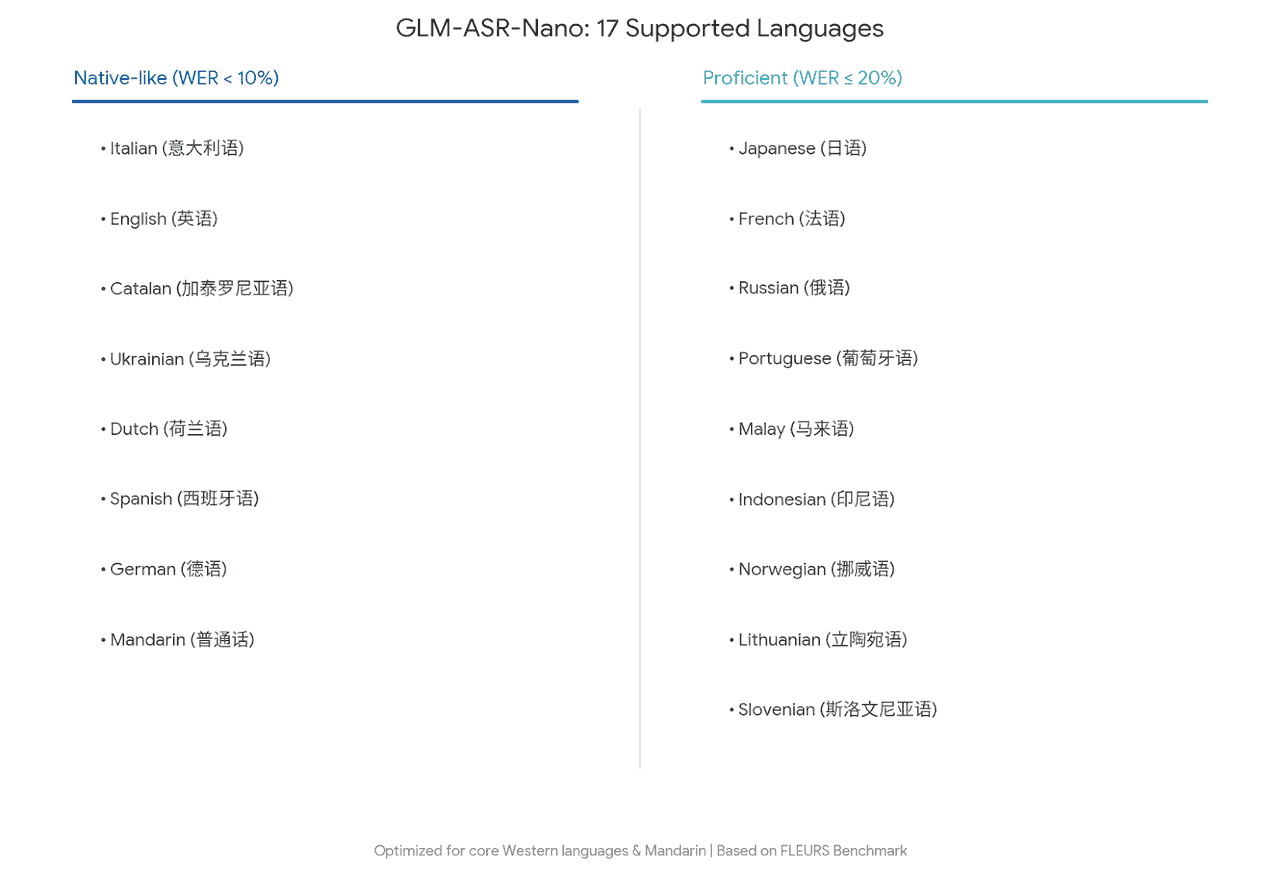 GLM-ASR-Nano: 17 Supported Languages
Native-like (WER < 10%)
• Italian (意大利语)
• English (英语)
• Catalan (加泰罗尼亚语)
• Ukrainian (乌克兰语)
• Dutch (荷兰语)
• Spanish (西班牙语)
• German (德语)
• Mandarin (普通话)
Proficient (WER ≤ 20%)
• Japanese (日语)
• French (法语)
• Russian (俄语)
• Portuguese (葡萄牙语)
• Malay (马来语)
• Indonesian (印尼语)
• Norwegian (挪威语)
• Lithuanian (立陶宛语)
• Slovenian (斯洛文尼亚语)
Optimized for core Western languages & Mandarin | Based on FLEURS Benchmark